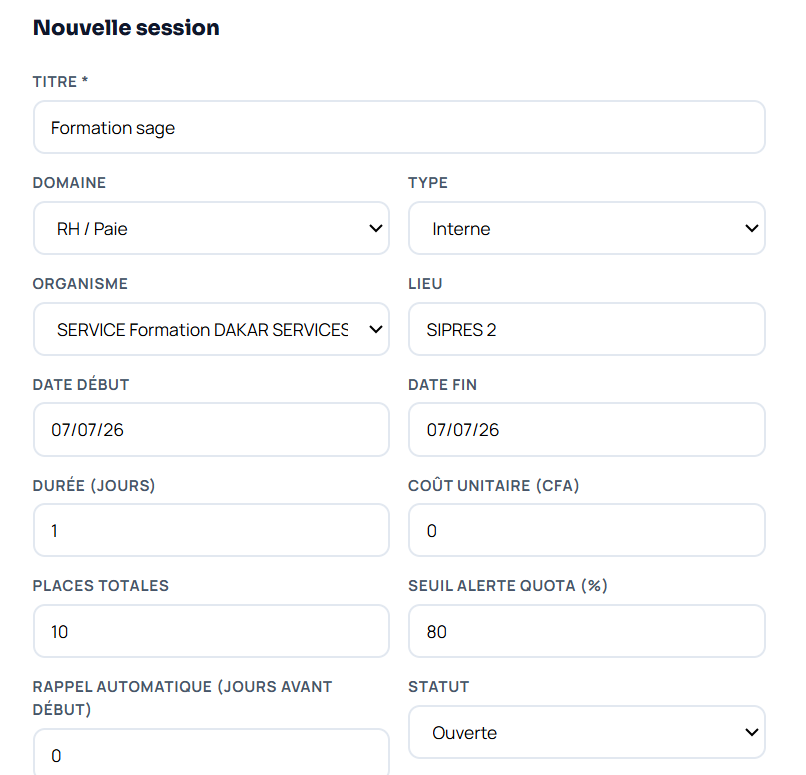 Nouvelle session
TITRE *
Formation sage
DOMAINE
TYPE
RH / Paie
Interne
ORGANISME
LIEU
SERVICE Formation DAKAR SERVICES
SIPRES 2
DATE DÉBUT
DATE FIN
07/07/26
07/07/26
DURÉE (JOURS)
COÛT UNITAIRE (CFA)
1
0
PLACES TOTALES
SEUIL ALERTE QUOTA (%)
10
80
RAPPEL AUTOMATIQUE (JOURS AVANT
DÉBUT)
STATUT
Ouverte
0